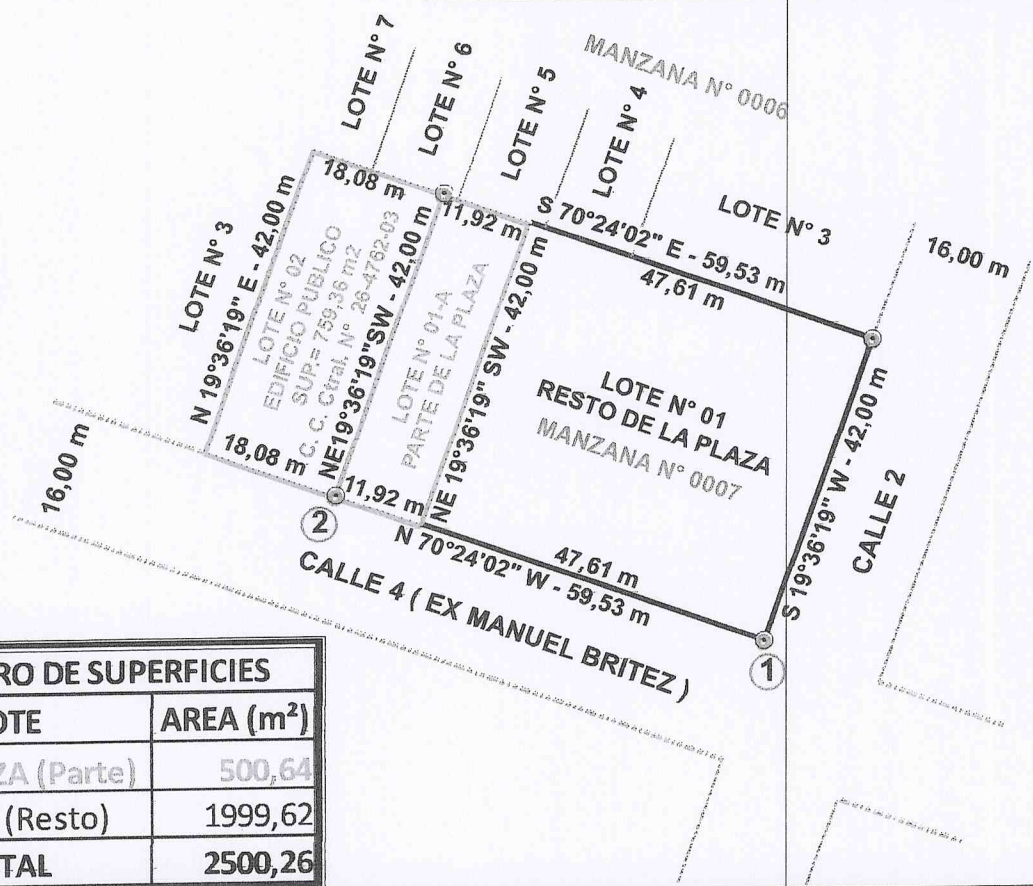 LOTE N° 7
LOTE N° 6
LOTE N° 5
LOTE N° 4
MANZANA N° 0006
LOTE N° 3
16,00 m
18,08 m
11,92 m
S 70°24'02" E - 59,53 m
47,61 m
LOTE N° 3
N 19°36'19" E - 42,00 m
LOTE N° 02
EDIFICIO PUBLICO
SUP.= 759,36 m2
C. C. Ctral. N° 26-4762-03
NE19°36'19"SW - 42,00 m
LOTE N° 01-A
PARTE DE LA PLAZA
NE 19°36'19" SW - 42,00 m
LOTE N° 01
RESTO DE LA PLAZA
MANZANA N° 0007
S 19°36'19" W - 42,00 m
CALLE 2
16,00 m
18,08 m
11,92 m
2
47,61 m
N 70°24'02" W - 59,53 m
CALLE 4 ( EX MANUEL BRITEZ )
1
RO DE SUPERFICIES
OTE AREA (m²)
ZA (Parte) 500,64
(Resto) 1999,62
TAL 2500,26